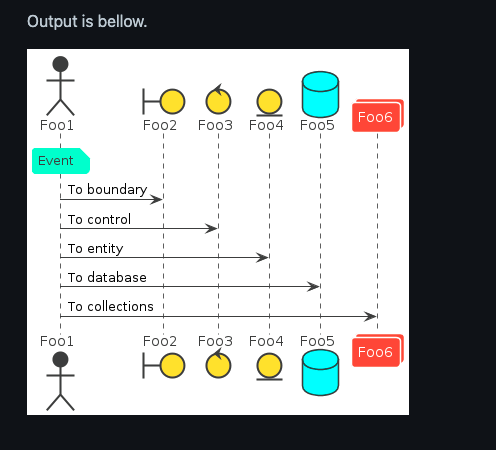 Output is bellow.
Foo1 Foo2 Foo3 Foo4 Foo5 Foo6
Event
To boundary
To control
To entity
To database
To collections
Foo1 Foo2 Foo3 Foo4 Foo5 Foo6